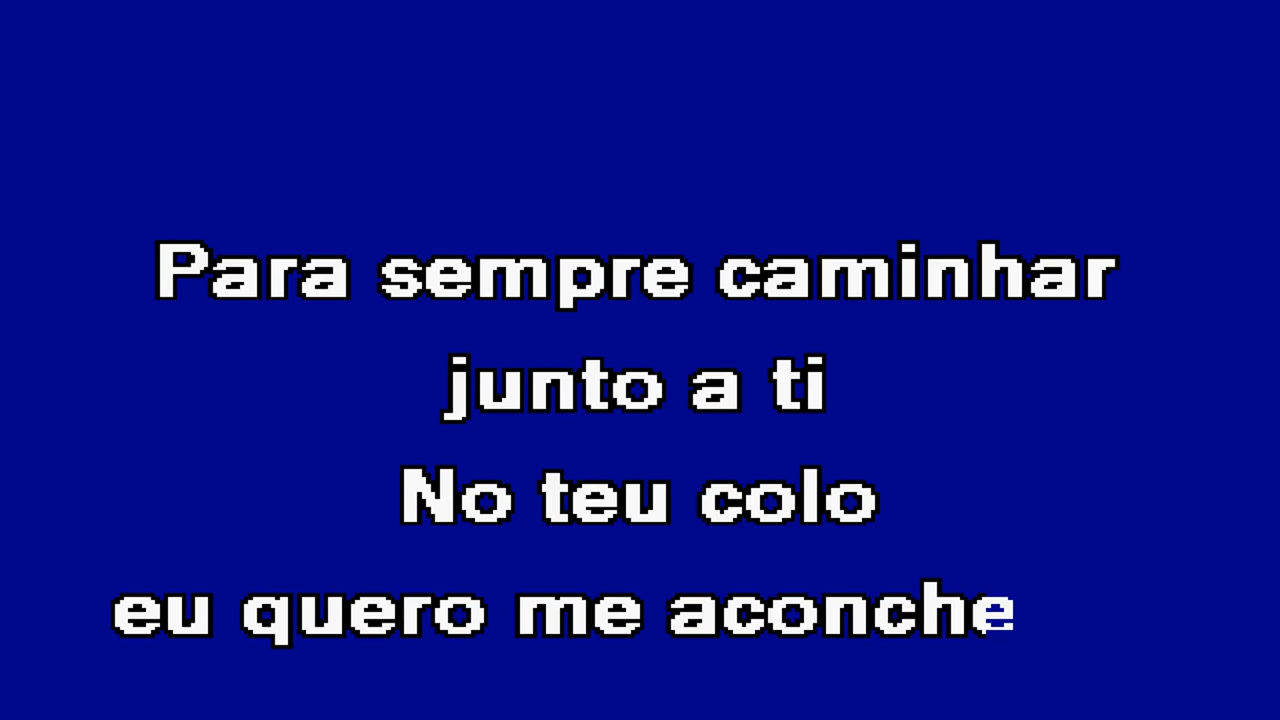 Para sempre caminhar
junto a ti
No teu colo
eu quero me aconche